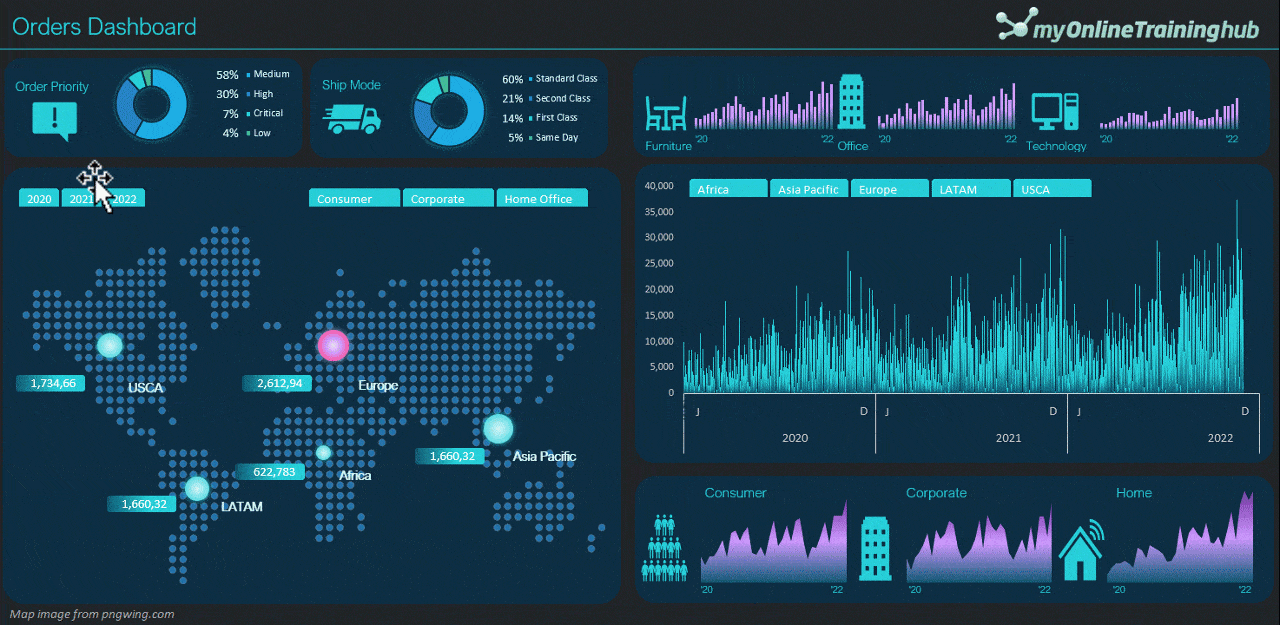 Orders Dashboard
myOnlineTraininghub
Order Priority
58% Medium
30% High
7% Critical
4% Low
Ship Mode
60% Standard Class
21% Second Class
14% First Class
5% Same Day
Furniture
'20 '22
Office
'20 '22
Technology
'20 '22
2020 2021 2022
Consumer Corporate Home Office
1,734,66
USCA
2,612,94
Europe
1,660,32
Asia Pacific
622,783
Africa
1,660,32
LATAM
Africa Asia Pacific Europe LATAM USCA
40,000
35,000
30,000
25,000
20,000
15,000
10,000
5,000
0
J D J D J D
2020 2021 2022
Consumer
'20 '22
Corporate
'20 '22
Home
'20 '22
Map image from pngwing.com